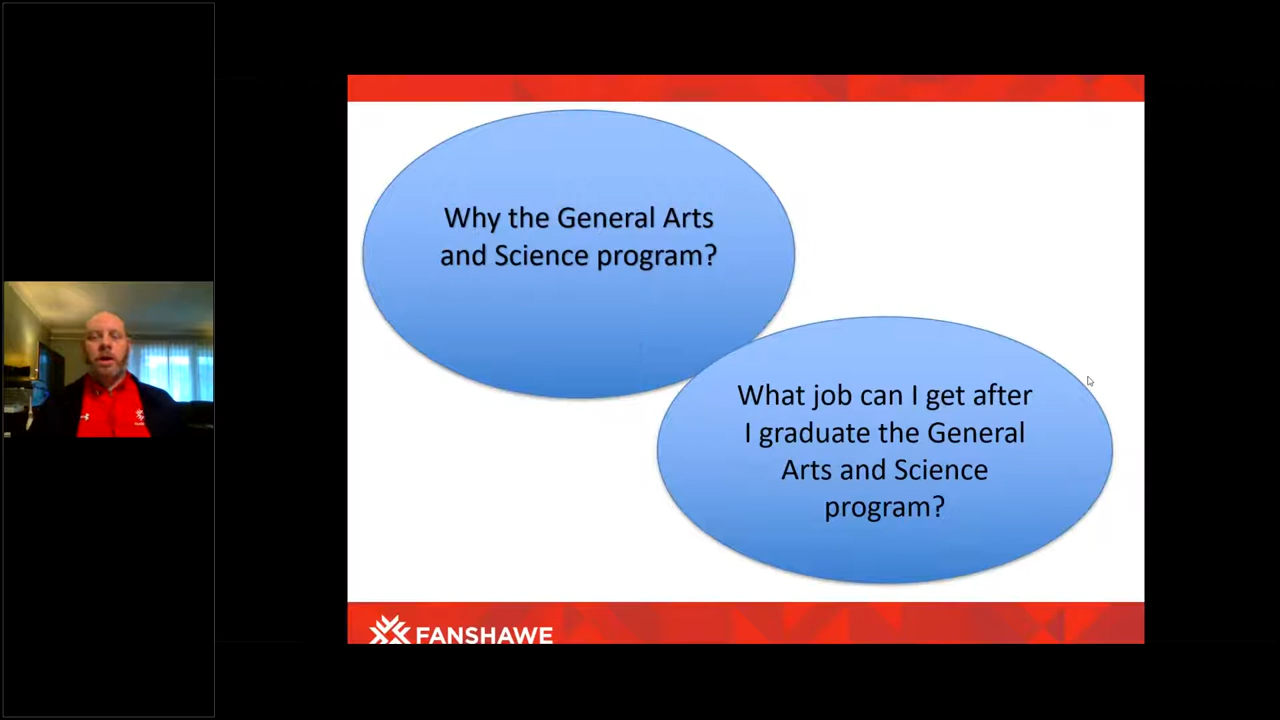 Why the General Arts
and Science program?
What job can I get after
I graduate the General
Arts and Science
program?
FANSHAWE